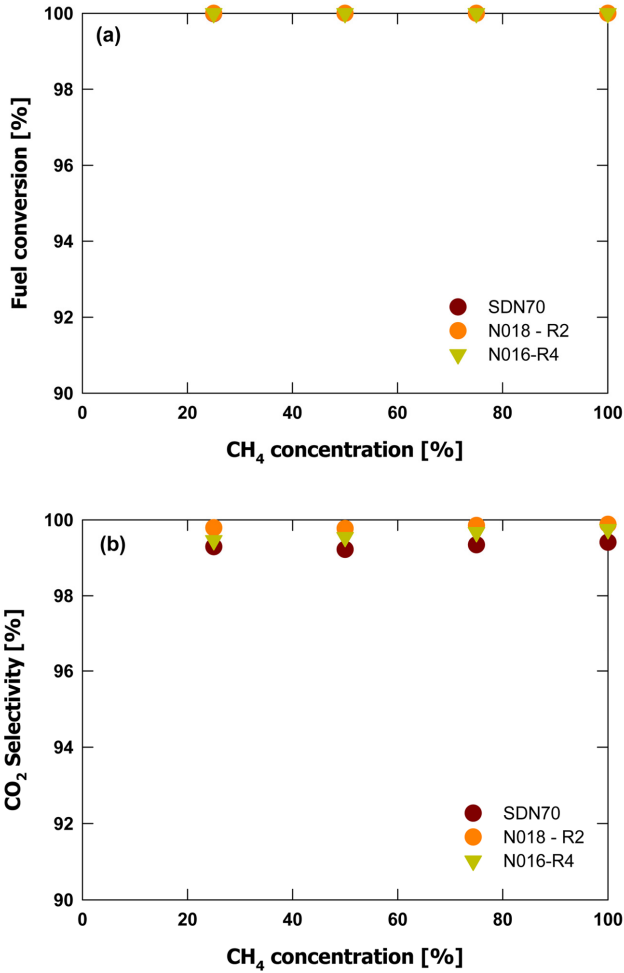 100
(a)
98
96
94
92
90
Fuel conversion [%]
SDN70
N018 - R2
N016-R4
0 20 40 60 80 100
CH4 concentration [%]
100
(b)
98
96
94
92
90
CO2 Selectivity [%]
SDN70
N018 - R2
N016-R4
0 20 40 60 80 100
CH4 concentration [%]